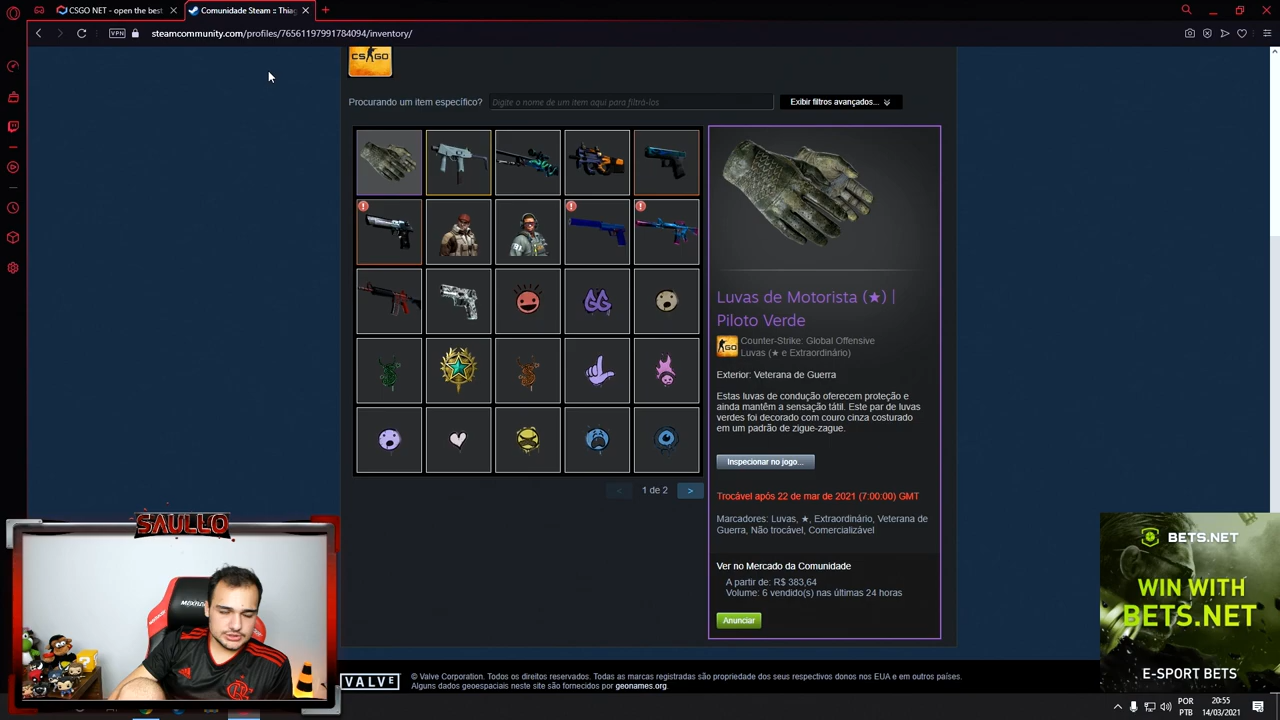 CSGO NET - open the best
Comunidade Steam :: Thiag
VPN
steamcommunity.com/profiles/76561197991784094/inventory/
CS GO
Procurando um item específico?
Digite o nome de um item aqui para filtrá-los
Exibir filtros avançados...
GG
1 de 2
<
>
Luvas de Motorista (★) |
Piloto Verde
GO
Counter-Strike: Global Offensive
Luvas (★ e Extraordinário)
Exterior: Veterana de Guerra
Estas luvas de condução oferecem proteção e
ainda mantêm a sensação tátil. Este par de luvas
verdes foi decorado com couro cinza costurado
em um padrão de zigue-zague.
Inspecionar no jogo...
Trocável após 22 de mar de 2021 (7:00:00) GMT
Marcadores: Luvas, ★, Extraordinário, Veterana de
Guerra, Não trocável, Comercializável
Ver no Mercado da Comunidade
A partir de: R$ 383,64
Volume: 6 vendido(s) nas últimas 24 horas
Anunciar
VALVE
© Valve Corporation. Todos os direitos reservados. Todas as marcas registradas são propriedade dos seus respectivos donos nos EUA e em outros países.
Alguns dados geoespaciais neste site são fornecidos por geonames.org.
SAULLO
BETS.NET
WIN WITH
BETS.NET
E-SPORT BETS
POR
PTB
20:55
14/03/2021